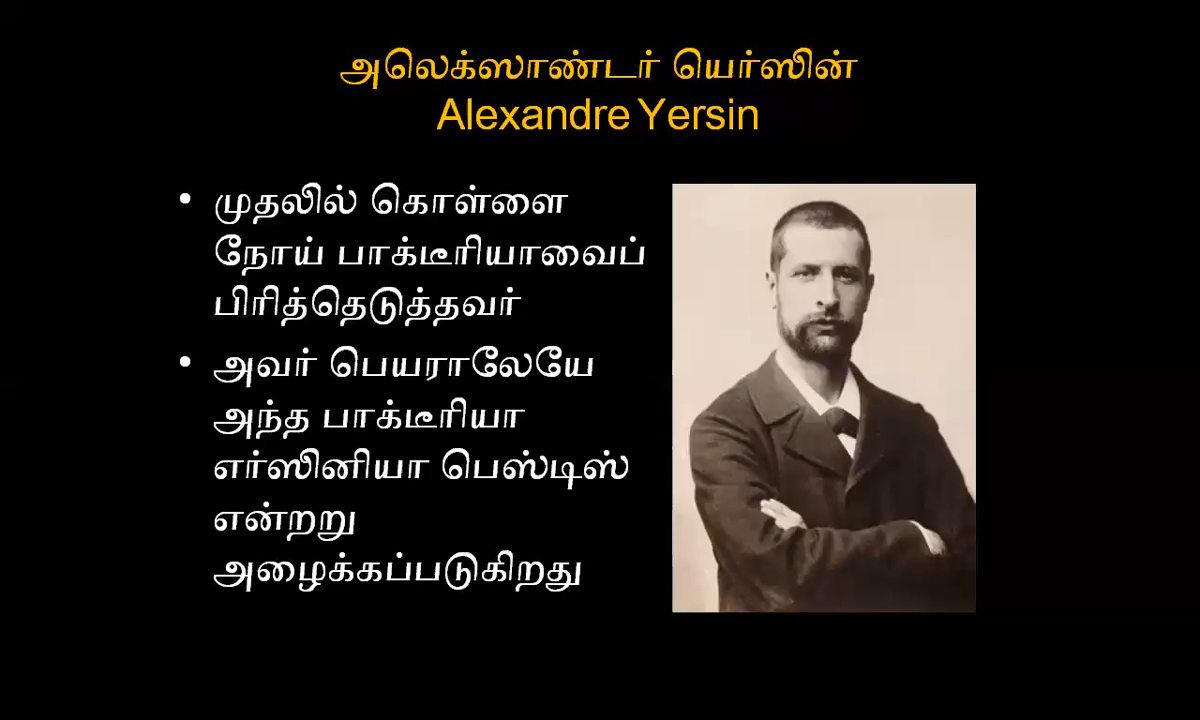 அலெக்ஸாண்டர் யெர்ஸின்
Alexandre Yersin
• முதலில் கொள்ளை
நோய் பாக்டீரியாவைப்
பிரித்தெடுத்தவர்
• அவர் பெயராலேயே
அந்த பாக்டீரியா
எர்ஸினியா பெஸ்டிஸ்
என்றறு
அழைக்கப்படுகிறது